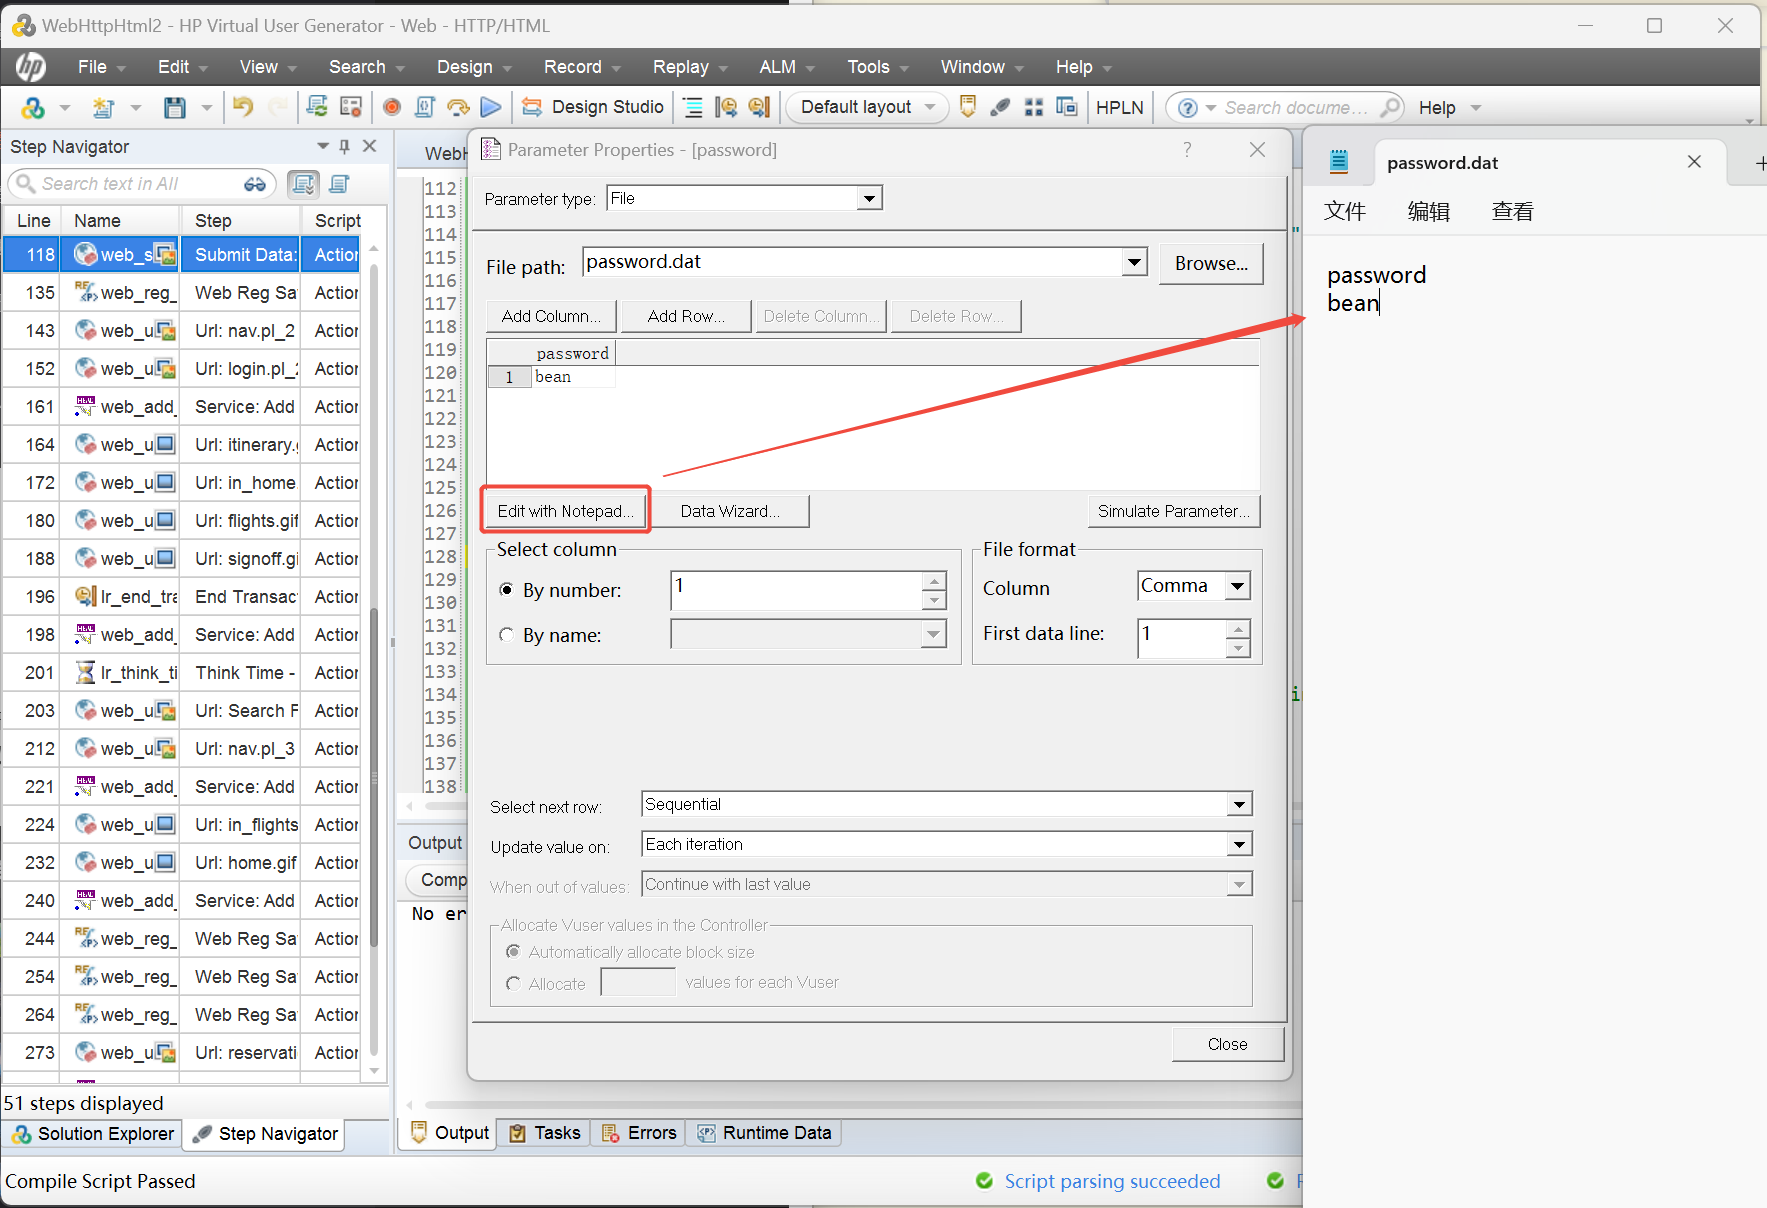 WebHttpHtml2 - HP Virtual User Generator - Web - HTTP/HTML
hp File Edit View Search Design Record Replay ALM Tools Window Help
Design Studio Default layout HPLN Search docume... Help
Step Navigator
Search text in All
Line Name Step Script
118 web_s Submit Data: Action
135 web_reg_ Web Reg Sa Action
143 web_u Url: nav.pl_2 Action
152 web_u Url: login.pl_2 Action
161 web_add_ Service: Add Action
164 web_u Url: itinerary.g Action
172 web_u Url: in_home. Action
180 web_u Url: flights.gif Action
188 web_u Url: signoff.gi Action
196 lr_end_tra End Transac Action
198 web_add_ Service: Add Action
201 lr_think_ti Think Time - Action
203 web_u Url: Search F Action
212 web_u Url: nav.pl_3 Action
221 web_add_ Service: Add Action
224 web_u Url: in_flights Action
232 web_u Url: home.gif Action
240 web_add_ Service: Add Action
244 web_reg_ Web Reg Sa Action
254 web_reg_ Web Reg Sa Action
264 web_reg_ Web Reg Sa Action
273 web_u Url: reservati Action
51 steps displayed
Solution Explorer Step Navigator
WebH
112
113
114
115
116
117
118
119
120
121
122
123
124
125
126
127
128
129
130
131
132
133
134
135
136
137
138
Output
Comp
No er
Parameter Properties - [password] ?
Parameter type: File
File path: password.dat Browse...
Add Column... Add Row... Delete Column... Delete Row...
password
1 bean
Edit with Notepad... Data Wizard... Simulate Parameter...
Select column
By number: 1
By name:
File format
Column Comma
First data line: 1
Select next row: Sequential
Update value on: Each iteration
When out of values: Continue with last value
Allocate Vuser values in the Controller
Automatically allocate block size
Allocate values for each Vuser
Close
Output Tasks Errors Runtime Data
Compile Script Passed Script parsing succeeded
password.dat
文件 编辑 查看
password
bean